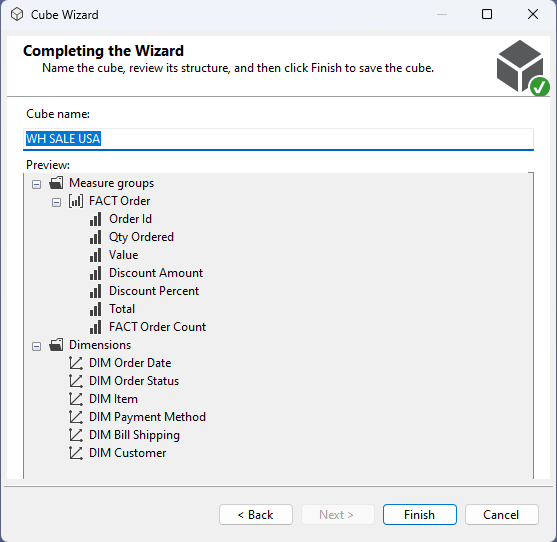 Cube Wizard
Completing the Wizard
Name the cube, review its structure, and then click Finish to save the cube.
Cube name:
WH SALE USA
Preview:
Measure groups
FACT Order
Order Id
Qty Ordered
Value
Discount Amount
Discount Percent
Total
FACT Order Count
Dimensions
DIM Order Date
DIM Order Status
DIM Item
DIM Payment Method
DIM Bill Shipping
DIM Customer
< Back Next > Finish Cancel